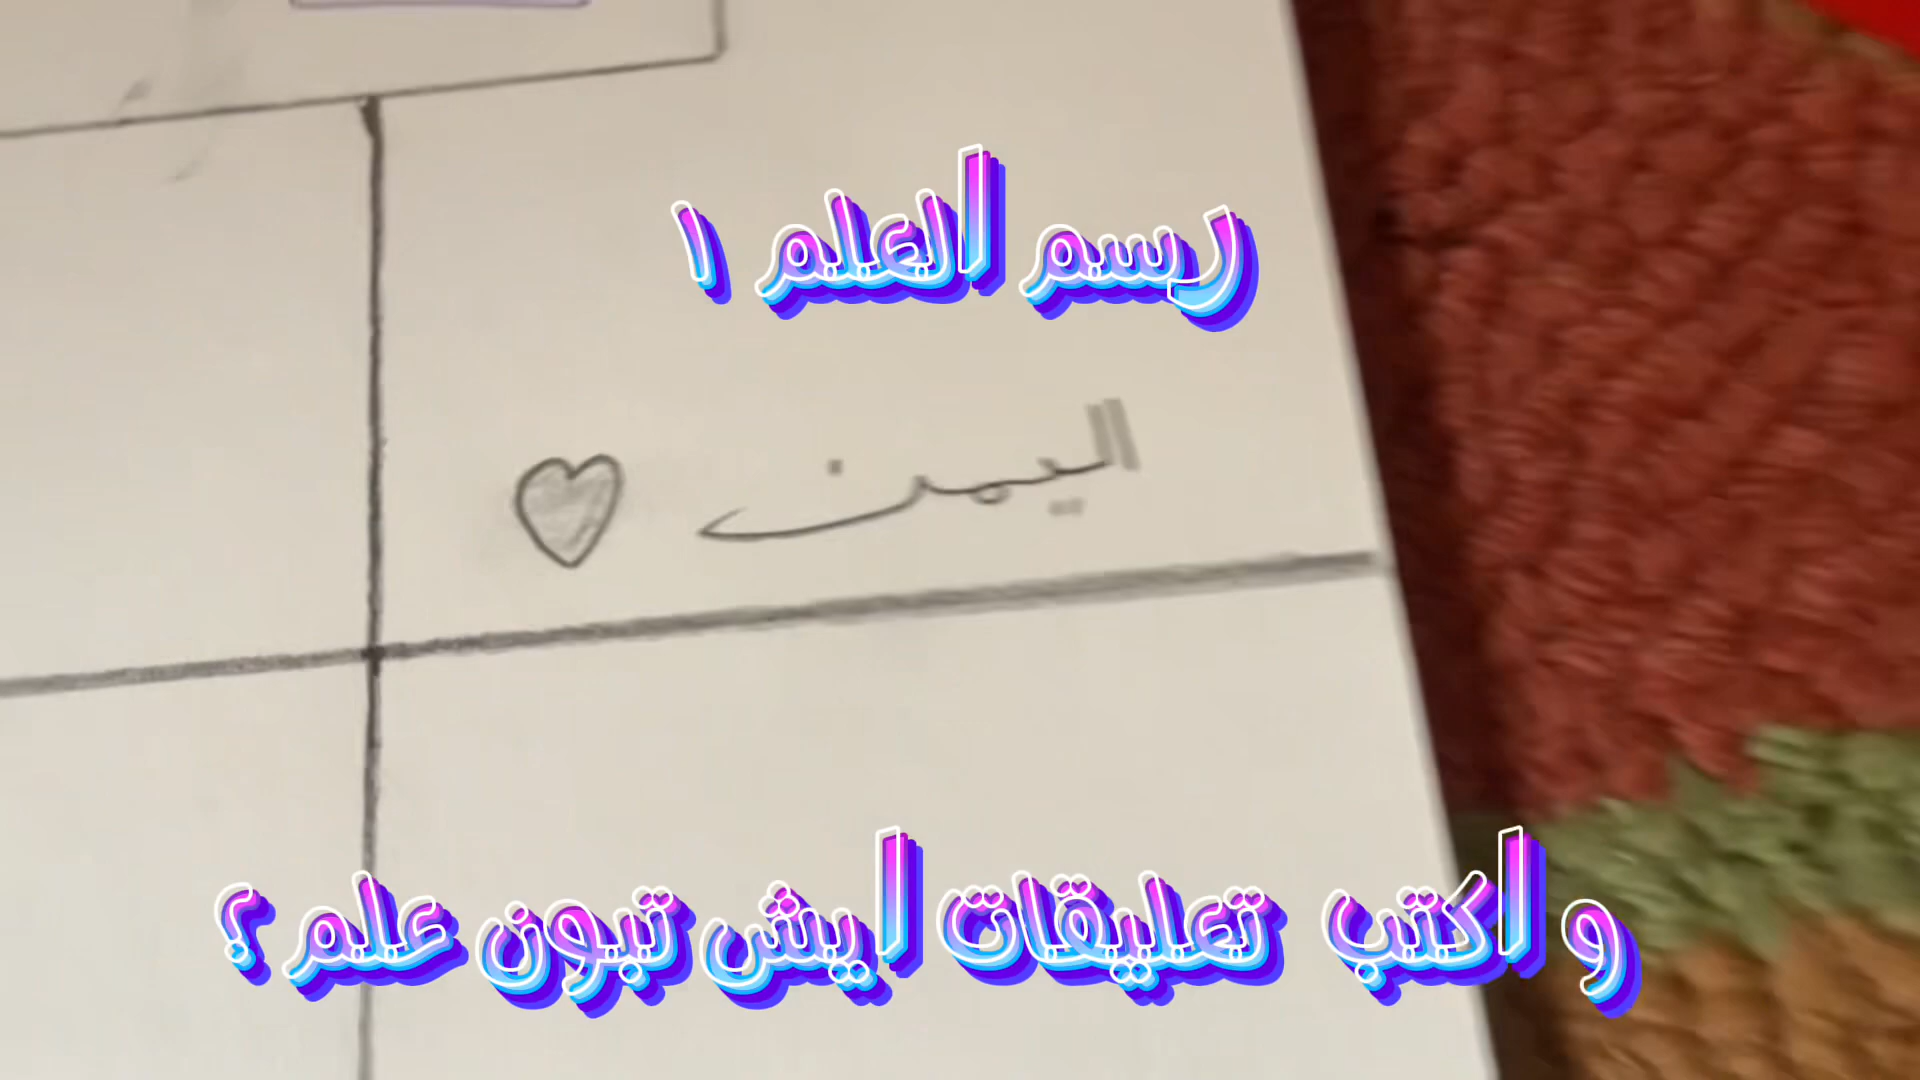 رسم العلم ١
اليمن ♥
و اكتب تعليقات ايش تبون علم ؟